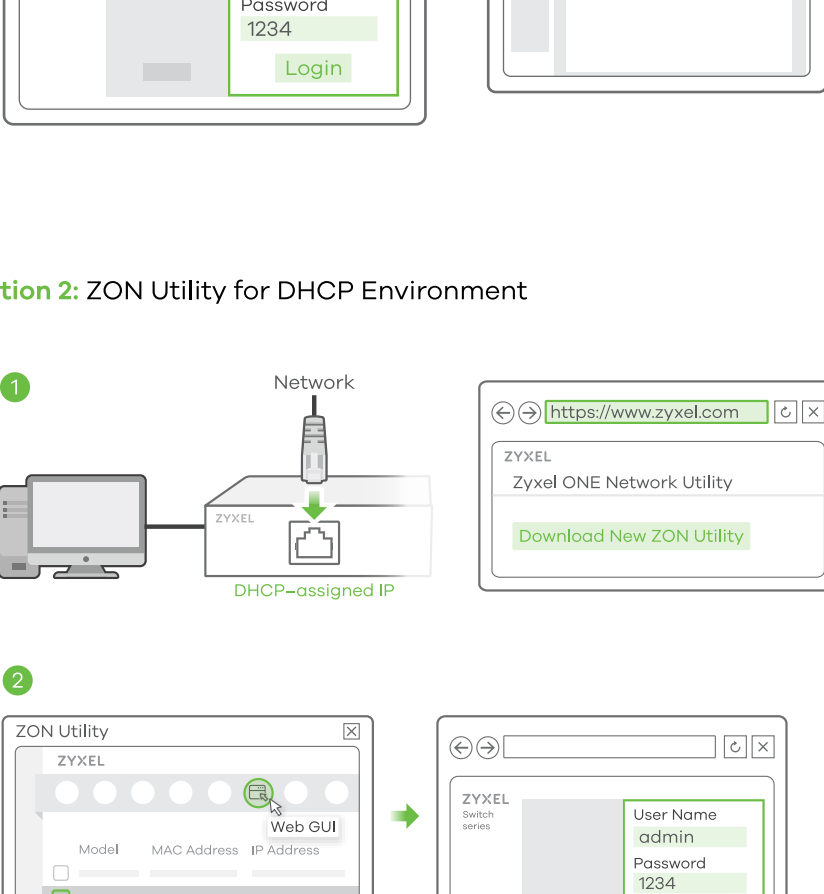 Password
1234
Login
tion 2: ZON Utility for DHCP Environment
1
Network
ZYXEL
DHCP-assigned IP
https://www.zyxel.com
ZYXEL
Zyxel ONE Network Utility
Download New ZON Utility
2
ZON Utility
ZYXEL
Web GUI
Model MAC Address IP Address
ZYXEL
Switch
series
User Name
admin
Password
1234